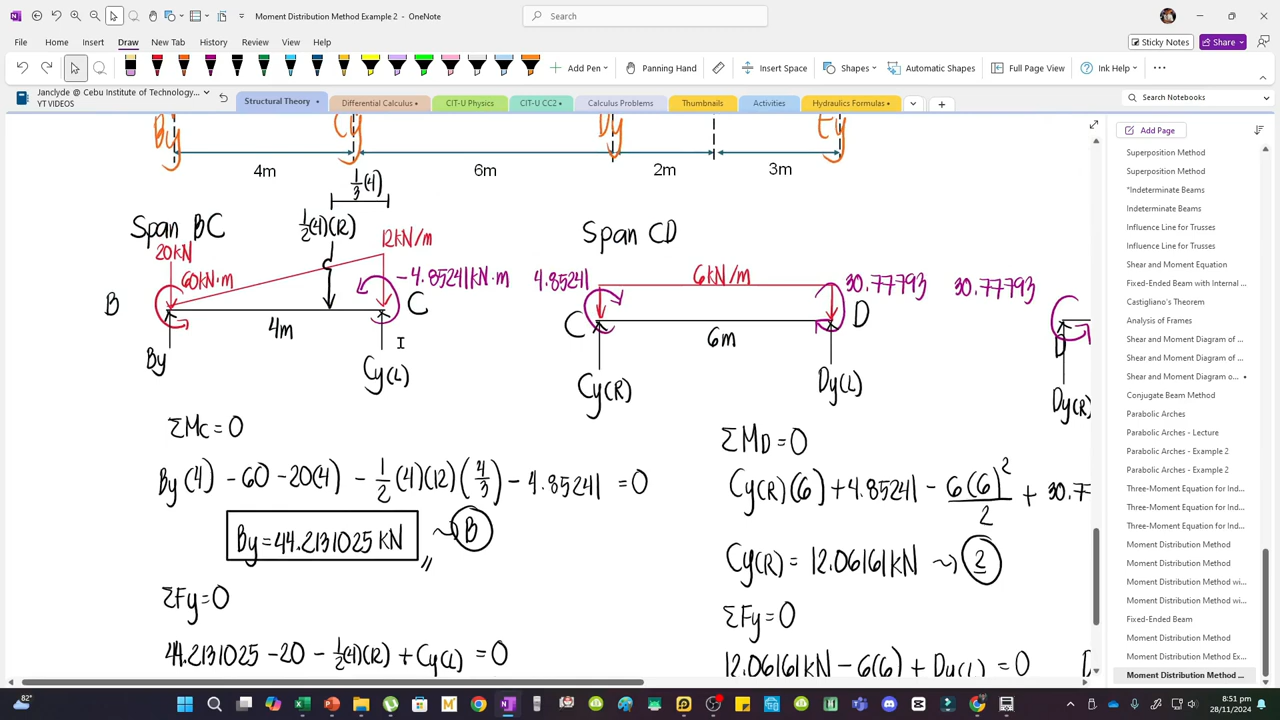 Moment Distribution Method Example 2 - OneNote
Search
File Home Insert Draw New Tab History Review View Help
Sticky Notes Share
Add Pen Panning Hand Insert Space Shapes Automatic Shapes Full Page View Ink Help
Janclyde @ Cebu Institute of Technology...
YT VIDEOS
Structural Theory Differential Calculus CIT-U Physics CIT-U CC2 Calculus Problems Thumbnails Activities Hydraulics Formulas
Search Notebooks
Add Page
Superposition Method
Superposition Method
*Indeterminate Beams
Indeterminate Beams
Influence Line for Trusses
Influence Line for Trusses
Shear and Moment Equation
Fixed-Ended Beam with Internal ...
Castigliano's Theorem
Analysis of Frames
Shear and Moment Diagram of ...
Shear and Moment Diagram of ...
Shear and Moment Diagram o...
Conjugate Beam Method
Parabolic Arches
Parabolic Arches - Lecture
Parabolic Arches - Example 2
Parabolic Arches - Example 2
Three-Moment Equation for Ind...
Three-Moment Equation for Ind...
Three-Moment Equation for Ind...
Moment Distribution Method
Moment Distribution Method
Moment Distribution Method wi...
Moment Distribution Method wi...
Fixed-Ended Beam
Moment Distribution Method
Moment Distribution Method Ex...
Moment Distribution Method ...
By Cy Dy Ey
4m 6m 2m 3m
1/3(4)
Span BC
1/2(4)(12)
20kN
12kN/m
60kN·m
-4.85241kN·m
B C
4m
By Cy(L)
ΣMc=0
By(4) -60 -20(4) - 1/2(4)(12)(4/3) - 4.85241 =0
By=44.2131025 KN ~ B
ΣFy=0
44.2131025 -20 - 1/2(4)(12) + Cy(L) =0
Span CD
4.85241 6kN/m 30.77793
C D
6m
Cy(R) Dy(L)
ΣMD=0
Cy(R)(6) +4.85241 - 6(6)²/2 + 30.77
Cy(R) = 12.06161kN ~ 2
ΣFy=0
12.06161kN - 6(6) + Dy(L) = 0
30.77793
D
Dy(R)
82°
8:51 pm
28/11/2024